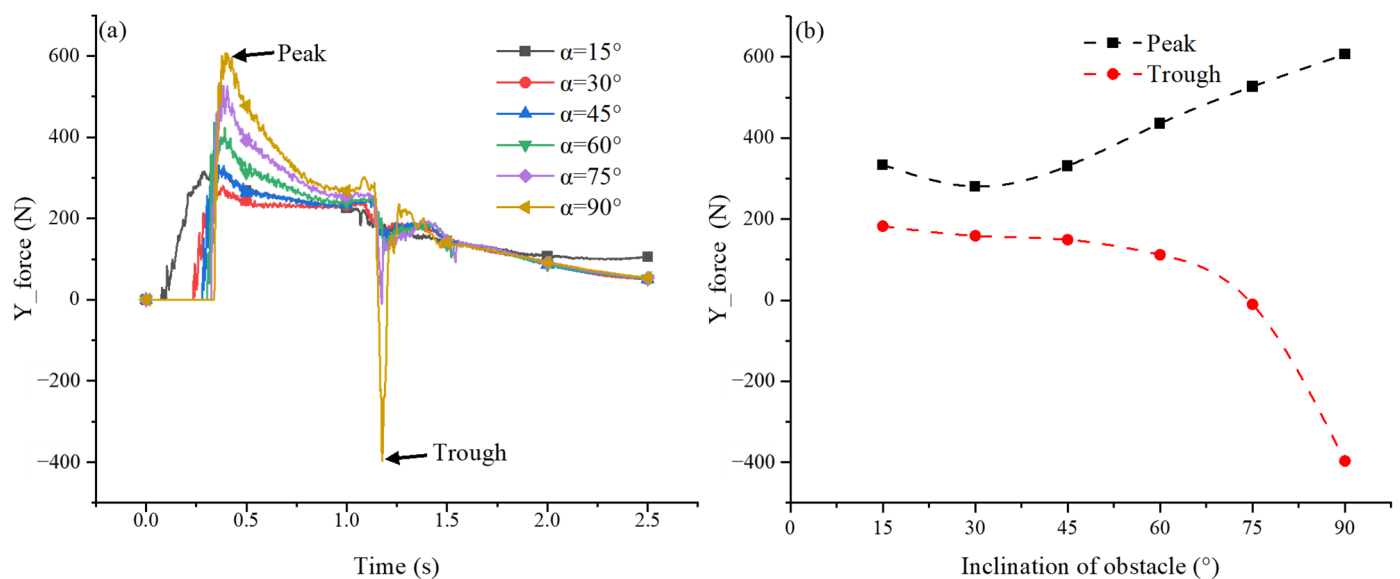 (a)
Peak
α=15°
α=30°
α=45°
α=60°
α=75°
α=90°
Trough
600
400
200
0
−200
−400
Y_force (N)
0.0 0.5 1.0 1.5 2.0 2.5
Time (s)
(b)
Peak
Trough
600
400
200
0
−200
−400
Y_force (N)
0 15 30 45 60 75 90
Inclination of obstacle (°)